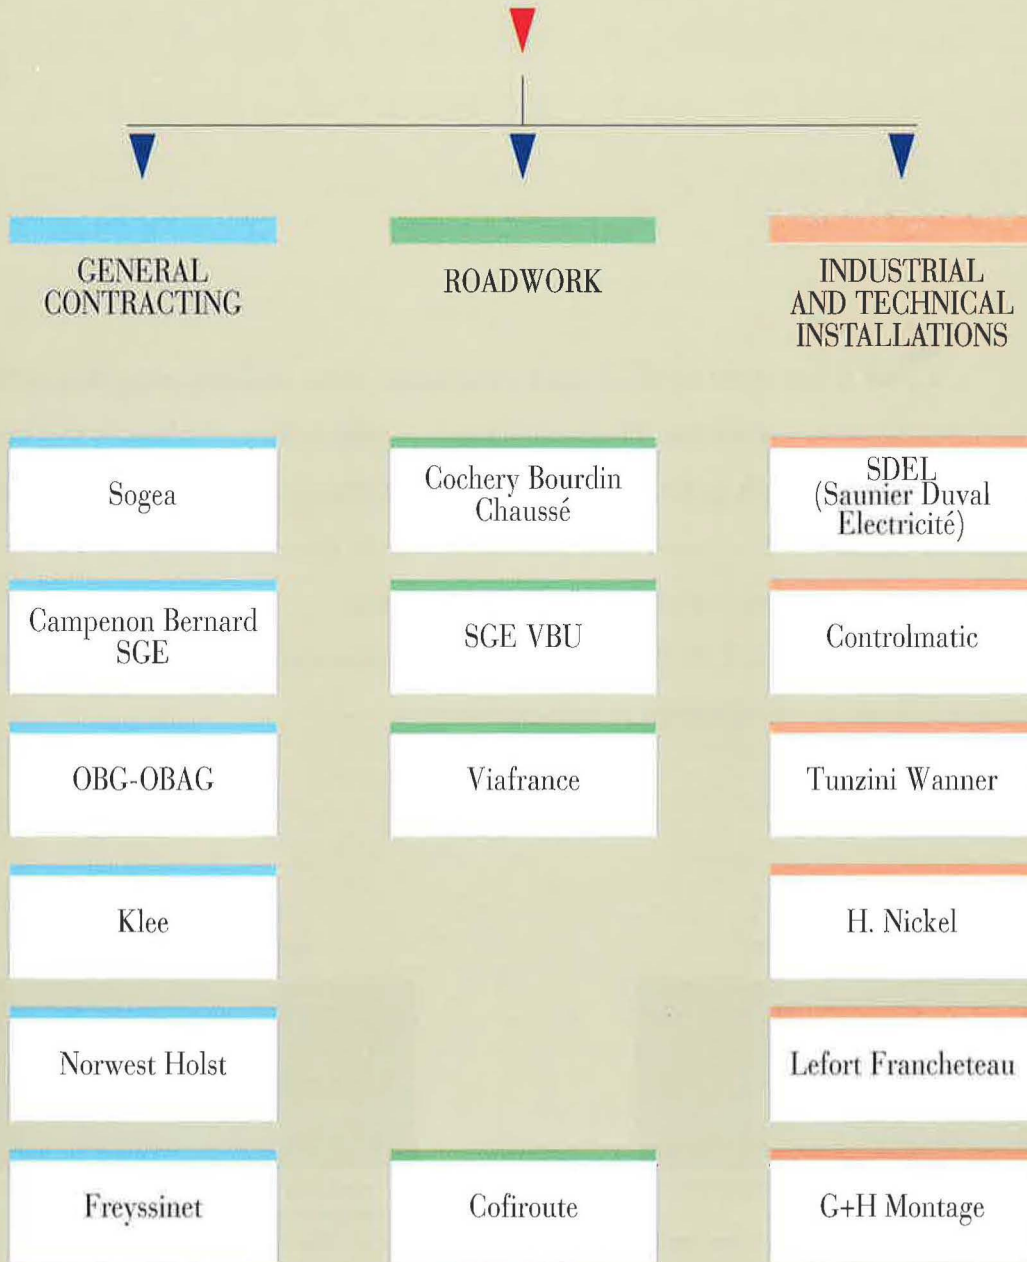 GENERAL
CONTRACTING
Sogea
Campenon Bernard
SGE
OBG-OBAG
Klee
Norwest Holst
Freyssinet
ROADWORK
Cochery Bourdin
Chaussé
SGE VBU
Viafrance
Cofiroute
INDUSTRIAL
AND TECHNICAL
INSTALLATIONS
SDEL
(Saunier Duval
Electricité)
Controlmatic
Tunzini Wanner
H. Nickel
Lefort Francheteau
G+H Montage